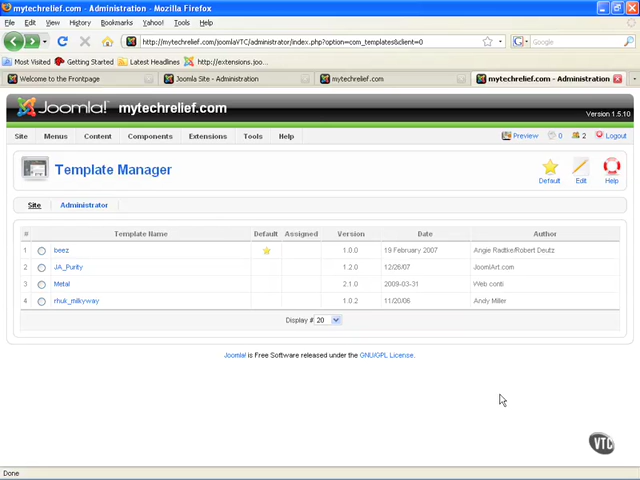 mytechrelief.com - Administration - Mozilla Firefox
File Edit View History Bookmarks Yahoo! Tools Help
http://mytechrelief.com/joomlaVTC/administrator/index.php?option=com_templates&client=0
Google
Most Visited Getting Started Latest Headlines http://extensions.joo...
Welcome to the Frontpage Joomla Site - Administration mytechrelief.com mytechrelief.com - Administration
Joomla! mytechrelief.com
Version 1.5.10
Site Menus Content Components Extensions Tools Help Preview 0 2 Logout
Template Manager
Default Edit Help
Site Administrator
# Template Name Default Assigned Version Date Author
1 beez 1.0.0 19 February 2007 Angie Radtke/Robert Deutz
2 JA_Purity 1.2.0 12/26/07 JoomlArt.com
3 Metal 2.1.0 2009-03-31 Web conti
4 rhuk_milkyway 1.0.2 11/20/06 Andy Miller
Display # 20
Joomla! is Free Software released under the GNU/GPL License.
VTC
Done